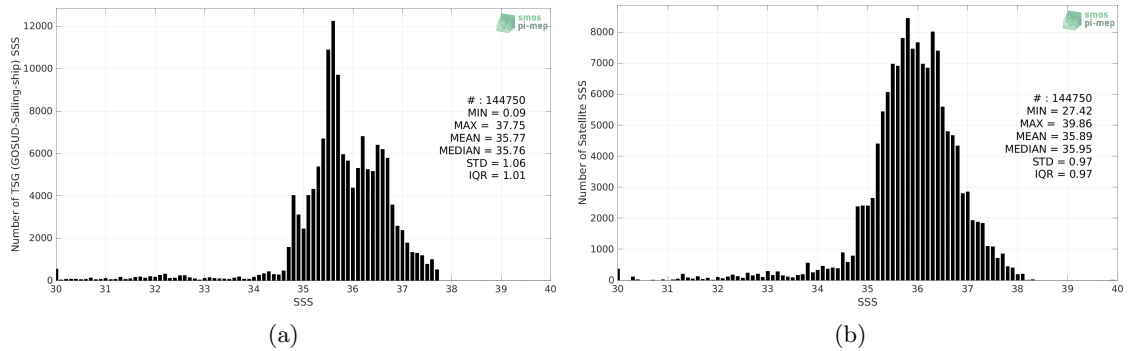 smos
pi-mep
12000
10000
8000
6000
4000
2000
0
Number of TSG (GOSUD-Sailing-ship) SSS
# : 144750
MIN = 0.09
MAX = 37.75
MEAN = 35.77
MEDIAN = 35.76
STD = 1.06
IQR = 1.01
30 31 32 33 34 35 36 37 38 39 40
SSS
(a)
smos
pi-mep
8000
7000
6000
5000
4000
3000
2000
1000
0
Number of Satellite SSS
# : 144750
MIN = 27.42
MAX = 39.86
MEAN = 35.89
MEDIAN = 35.95
STD = 0.97
IQR = 0.97
30 31 32 33 34 35 36 37 38 39 40
SSS
(b)